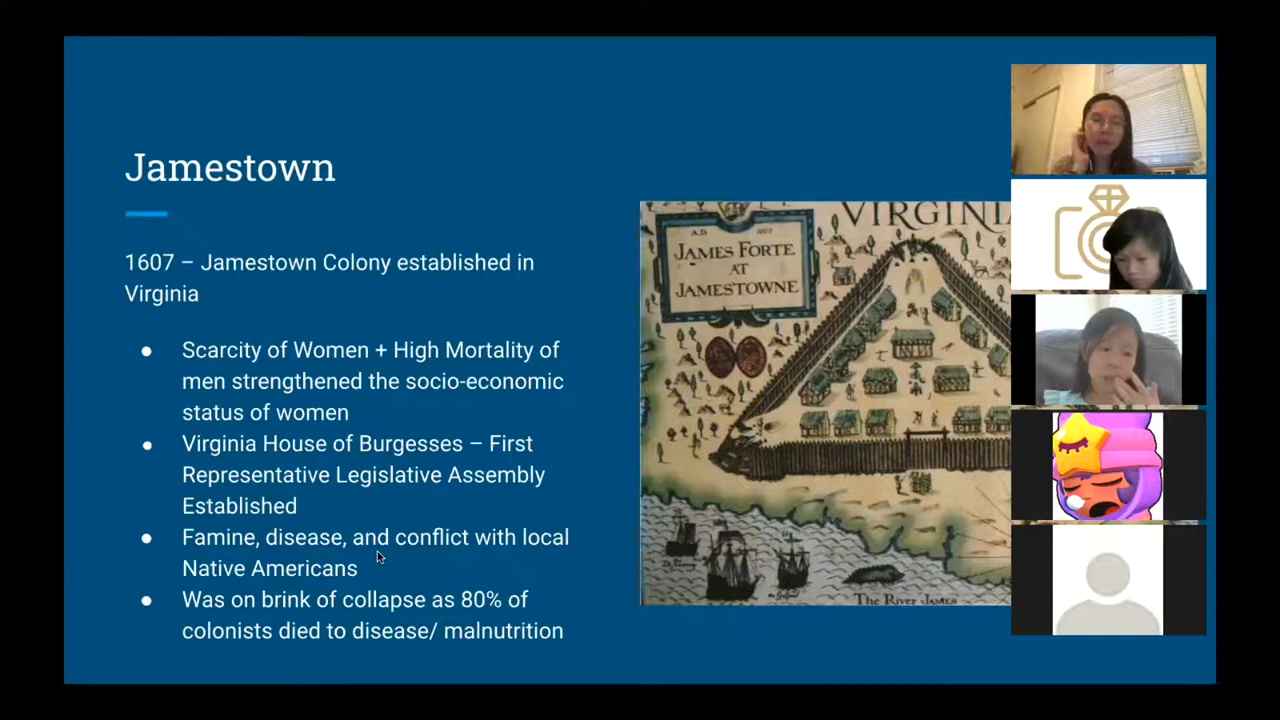 Jamestown
1607 – Jamestown Colony established in
Virginia
● Scarcity of Women + High Mortality of
men strengthened the socio-economic
status of women
● Virginia House of Burgesses – First
Representative Legislative Assembly
Established
● Famine, disease, and conflict with local
Native Americans
● Was on brink of collapse as 80% of
colonists died to disease/ malnutrition
VIRGINIA
A.D 1607
JAMES FORTE
AT
JAMESTOWNE
The River JAMES